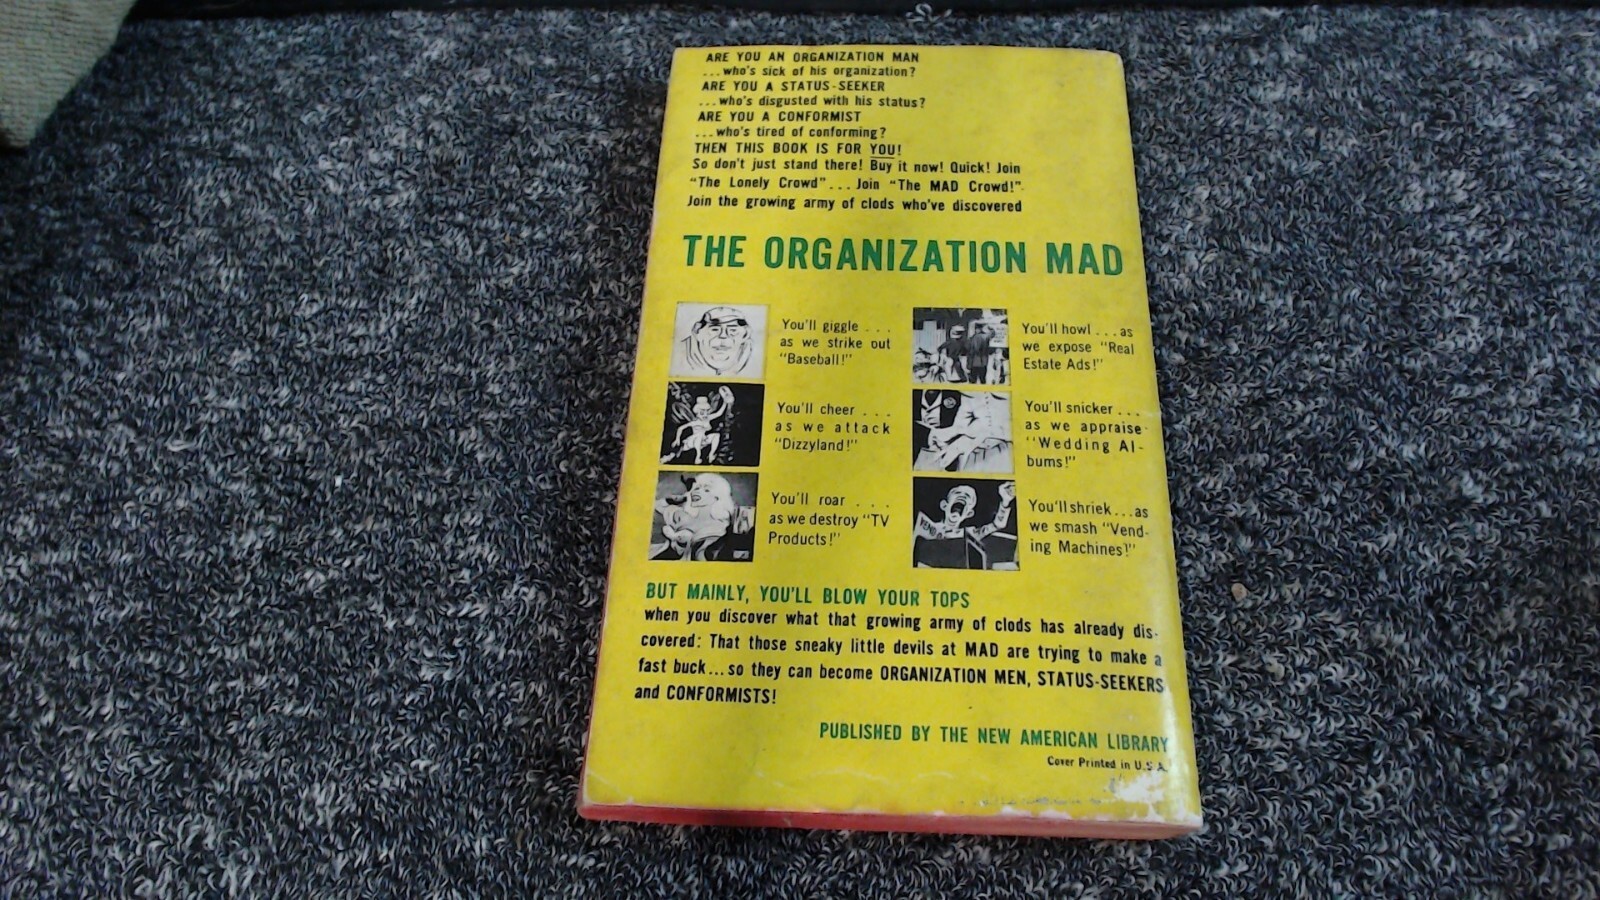 ARE YOU AN ORGANIZATION MAN
...who's sick of his organization?
ARE YOU A STATUS-SEEKER
...who's disgusted with his status?
ARE YOU A CONFORMIST
...who's tired of conforming?
THEN THIS BOOK IS FOR YOU!
So don't just stand there! Buy it now! Quick! Join
"The Lonely Crowd"... Join "The MAD Crowd!".
Join the growing army of clods who've discovered
THE ORGANIZATION MAD
You'll giggle . . .
as we strike out
"Baseball!"
You'll howl . . . as
we expose "Real
Estate Ads!"
You'll cheer . . .
as we attack
"Dizzyland!"
You'll snicker . . .
as we appraise
"Wedding Al-
bums!"
You'll roar . . .
as we destroy "TV
Products!"
You'll shriek...as
we smash "Vend-
ing Machines!"
BUT MAINLY, YOU'LL BLOW YOUR TOPS
when you discover what that growing army of clods has already dis-
covered: That those sneaky little devils at MAD are trying to make a
fast buck...so they can become ORGANIZATION MEN, STATUS-SEEKERS
and CONFORMISTS!
PUBLISHED BY THE NEW AMERICAN LIBRARY
Cover Printed in U.S.A.